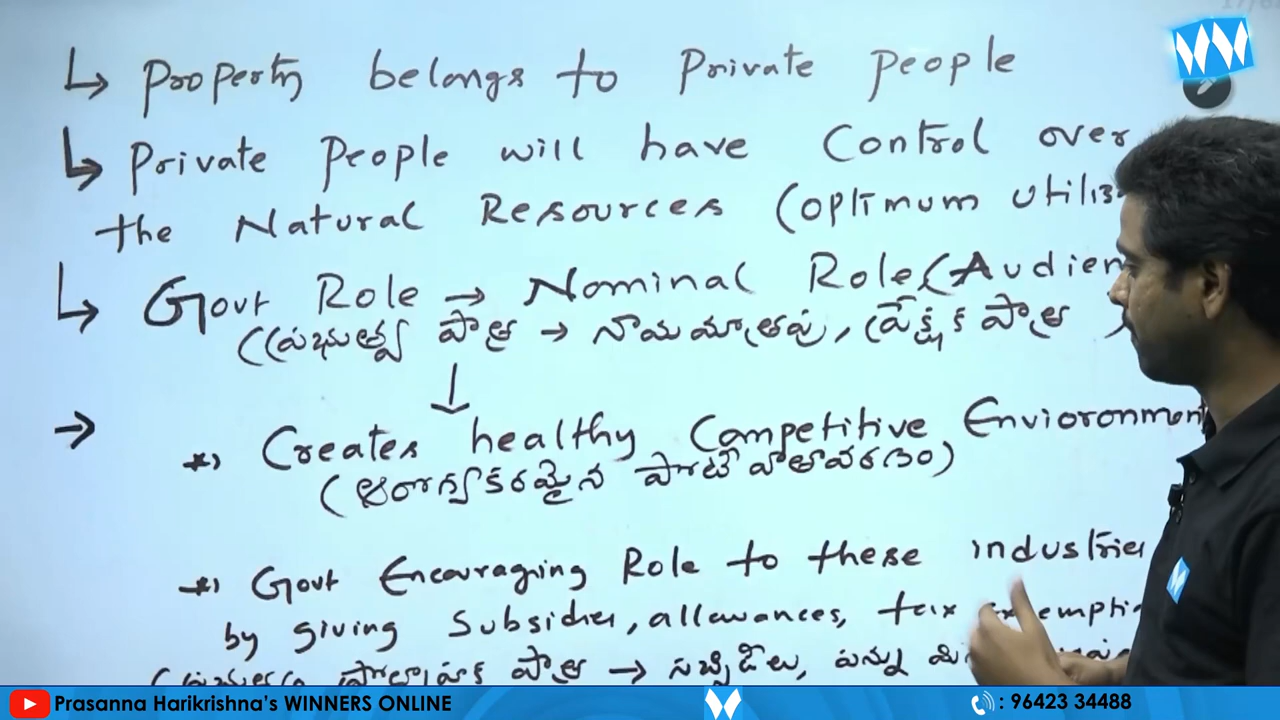 ↳ Property belongs to Private people
↳ Private People will have Control over
the Natural Resources (optimum utilis
↳ Govt Role → Nominal Role (Audien
(ప్రభుత్వ పాత్ర → నామమాత్రపు, ప్రేక్షక పాత్ర )
→ *) Creates healthy Competitive Envioronment
(ఆరోగ్యకరమైన పోటీ వాతావరణం)
*) Govt Encouraging Role to these industries
by giving Subsidies, allowances, tax exemptio
పాత్ర → సబ్సిడీలు, పన్ను
Prasanna Harikrishna's WINNERS ONLINE
: 96423 34488